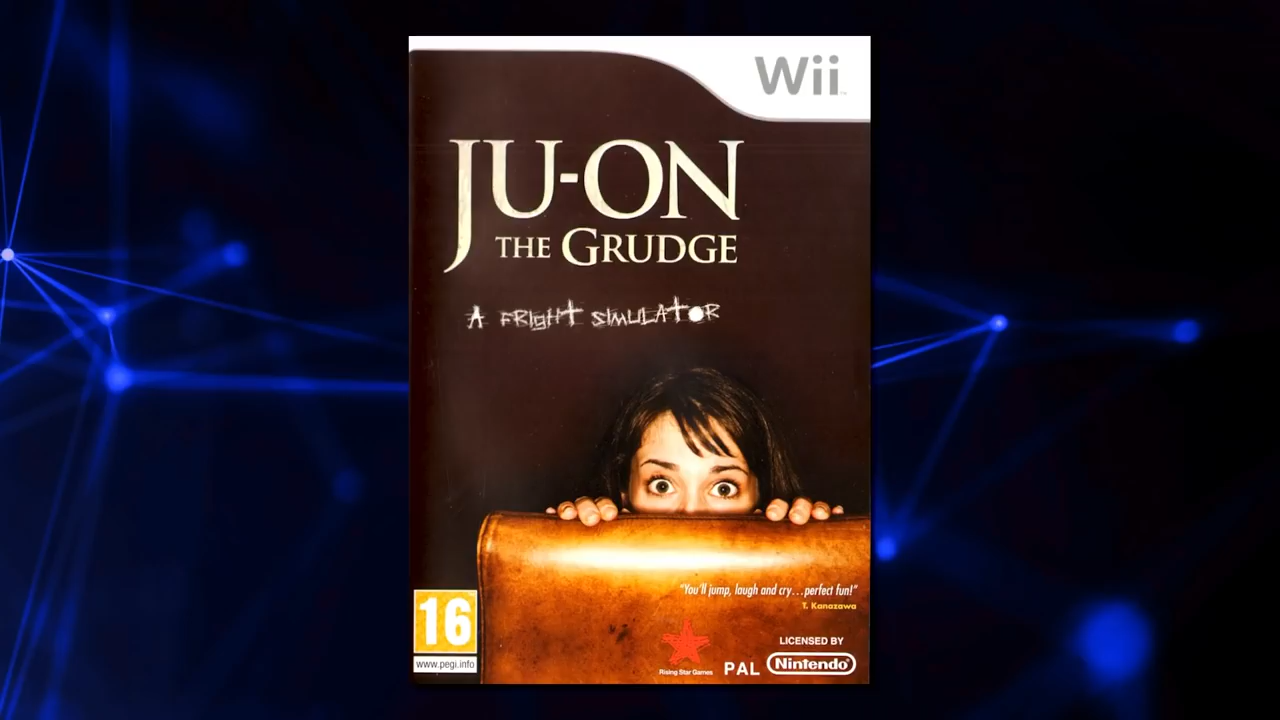 Wii
JU-ON
THE GRUDGE
A FRIGHT SIMULATOR
"You'll jump, laugh and cry...perfect fun!"
T. Kanazawa
16
www.pegi.info
Rising Star Games
PAL
LICENSED BY
Nintendo